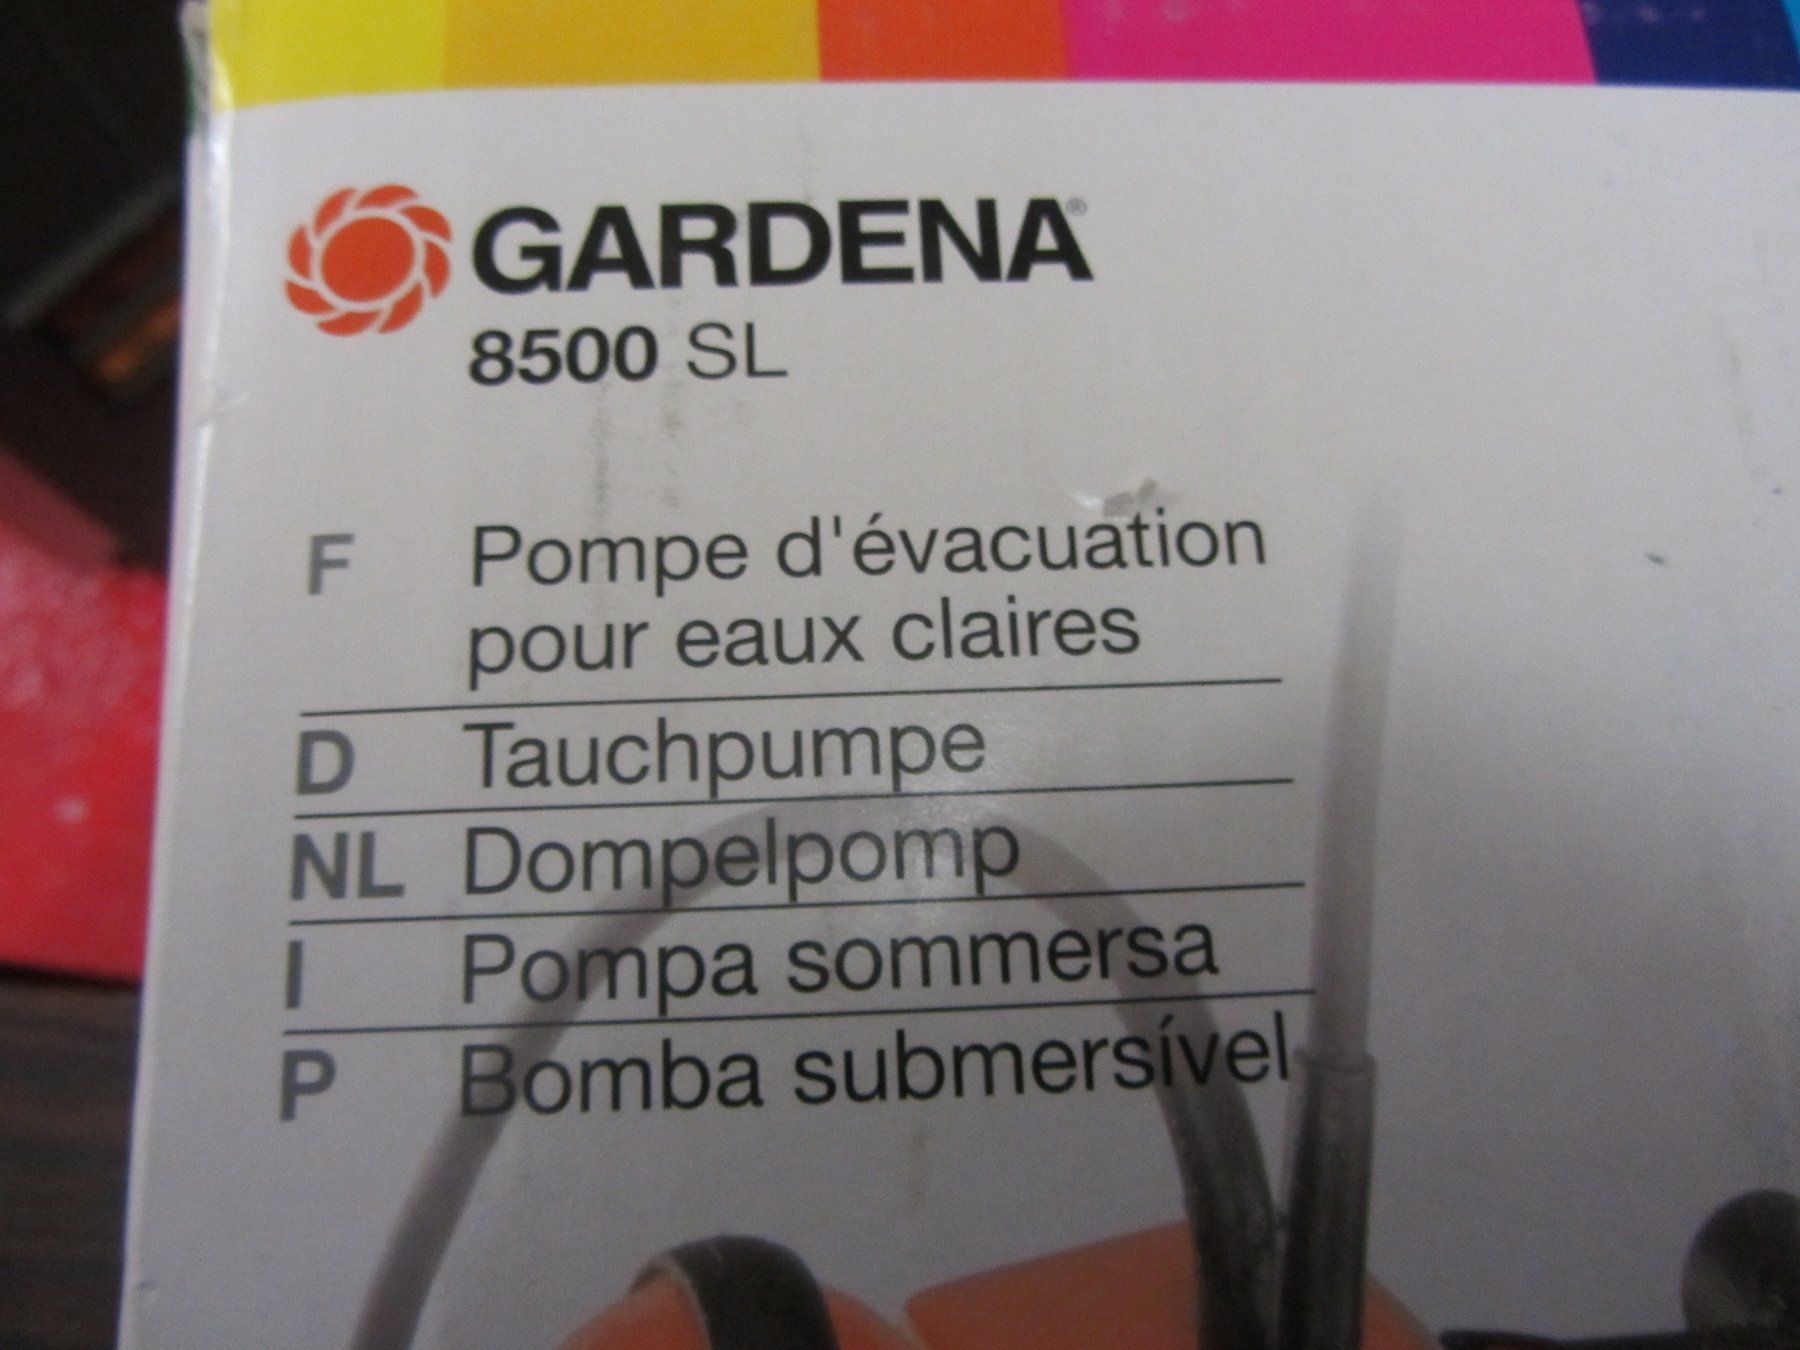 GARDENA®
8500 SL
F Pompe d'évacuation
pour eaux claires
D Tauchpumpe
NL Dompelpomp
I Pompa sommersa
P Bomba submersível